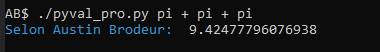 AB$ ./pyval_pro.py pi + pi + pi
Selon Austin Brodeur:  9.42477796076938